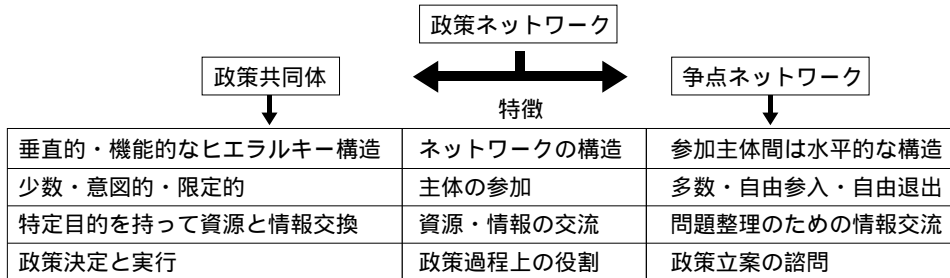 政策ネットワーク
政策共同体
争点ネットワーク
特徴
垂直的・機能的なヒエラルキー構造 ネットワークの構造 参加主体間は水平的な構造
少数・意図的・限定的 主体の参加 多数・自由参入・自由退出
特定目的を持って資源と情報交換 資源・情報の交流 問題整理のための情報交流
政策決定と実行 政策過程上の役割 政策立案の諮問